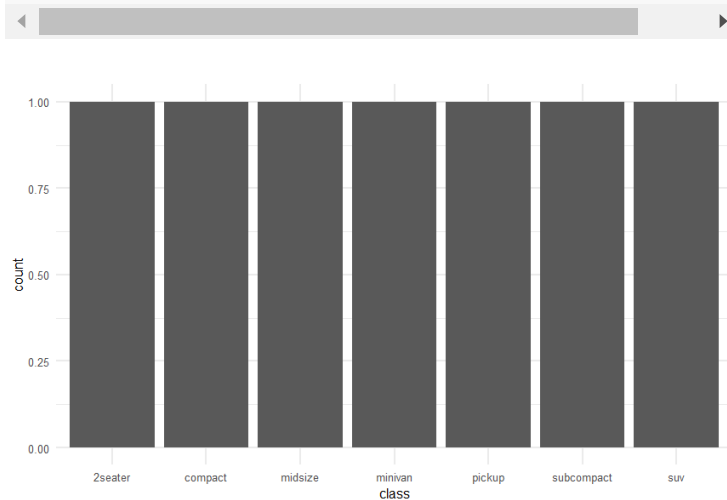 1.00
0.75
0.50
0.25
0.00
count
2seater compact midsize minivan pickup subcompact suv
class